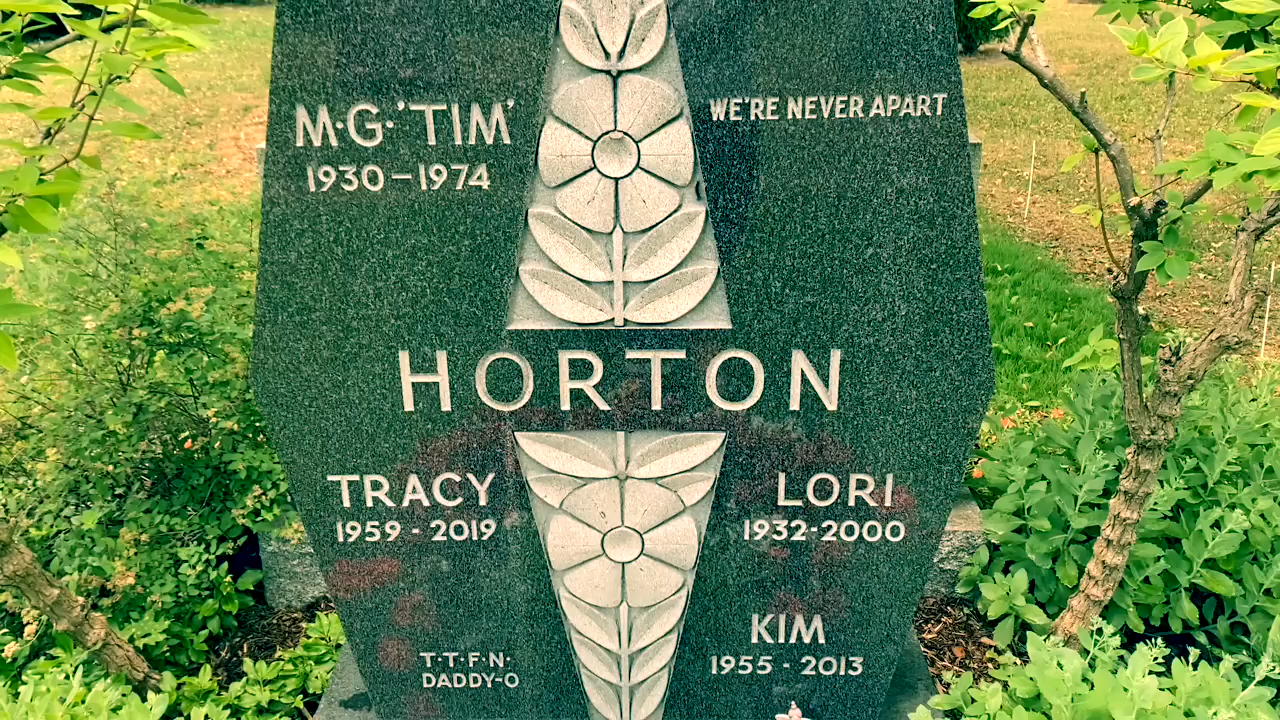 M·G· 'TIM'
1930 – 1974
WE'RE NEVER APART
HORTON
TRACY
1959 - 2019
LORI
1932-2000
KIM
1955 - 2013
T·T·F·N·
DADDY-O